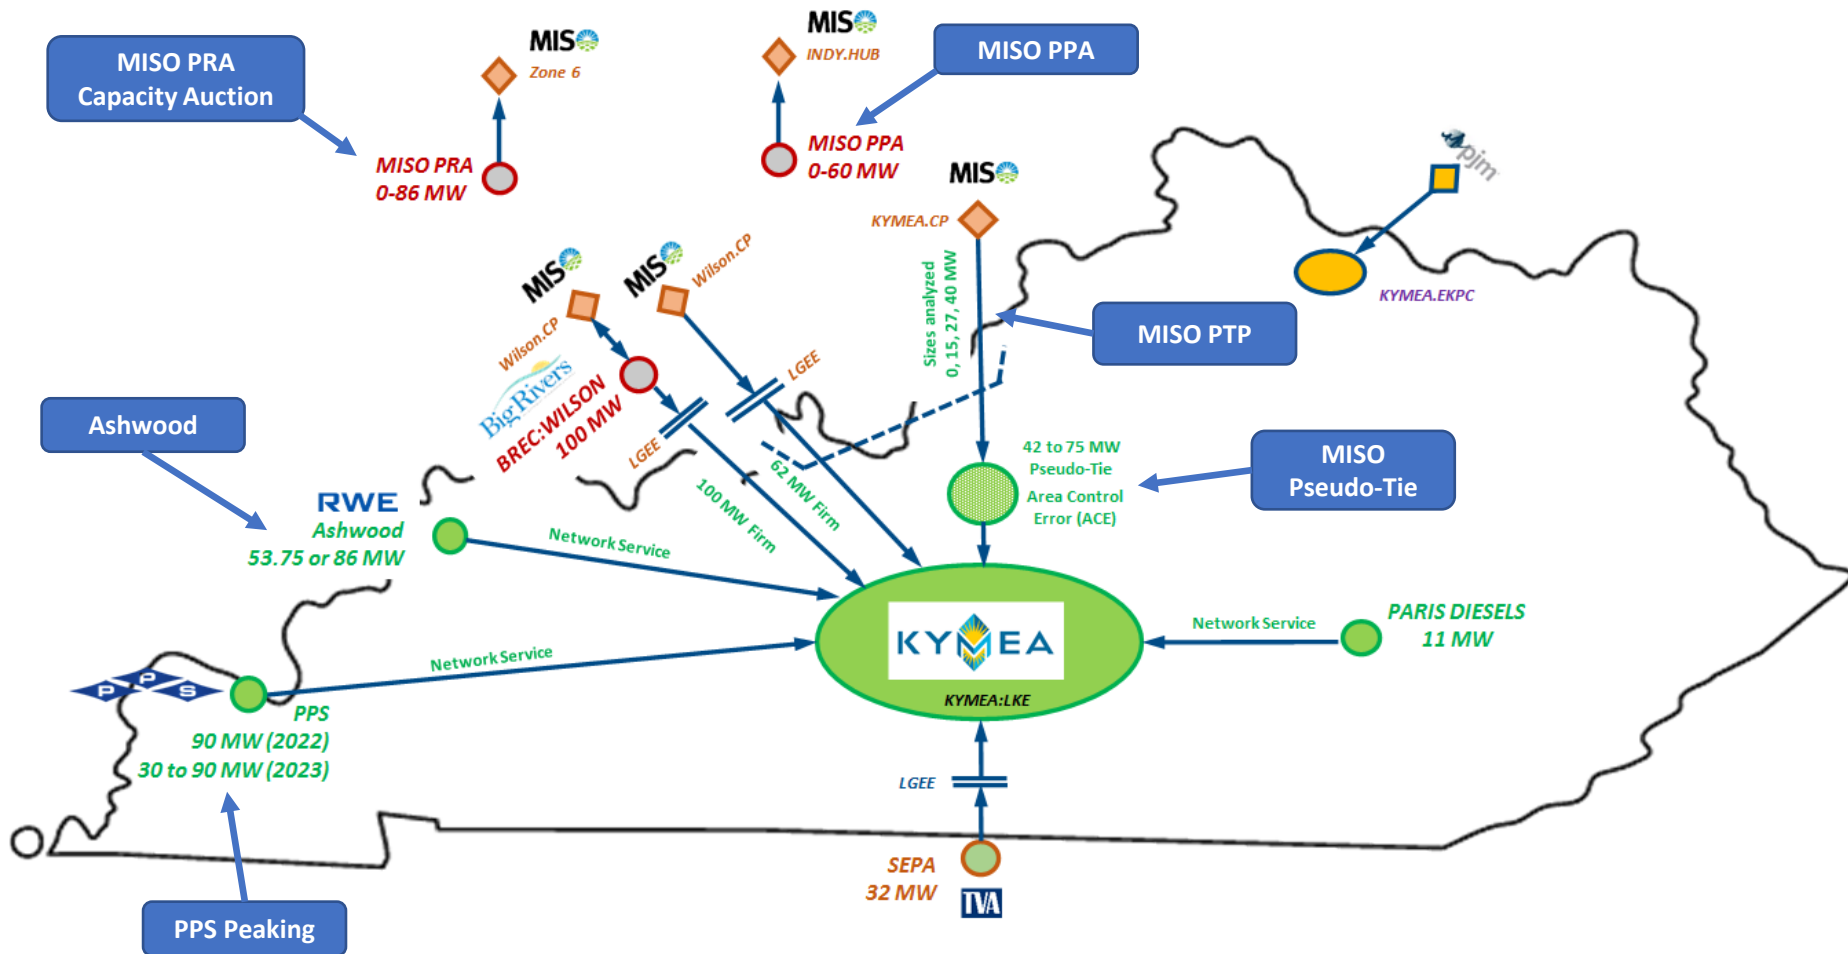 MISO PRA
Capacity Auction
MISO
Zone 6
MISO PRA
0-86 MW
MISO
INDY.HUB
MISO PPA
MISO PPA
0-60 MW
MISO
KYMEA.CP
Sizes analyzed
0, 15, 27, 40 MW
MISO PTP
pjm
KYMEA.EKPC
MISO
Wilson.CP
MISO
Wilson.CP
Big Rivers
BREC:WILSON
100 MW
LGEE
LGEE
100 MW Firm
62 MW Firm
42 to 75 MW
Pseudo-Tie
Area Control
Error (ACE)
MISO
Pseudo-Tie
Ashwood
RWE
Ashwood
53.75 or 86 MW
Network Service
KYMEA
KYMEA:LKE
Network Service
PARIS DIESELS
11 MW
Network Service
PPS
PPS
90 MW (2022)
30 to 90 MW (2023)
PPS Peaking
LGEE
SEPA
32 MW
TVA